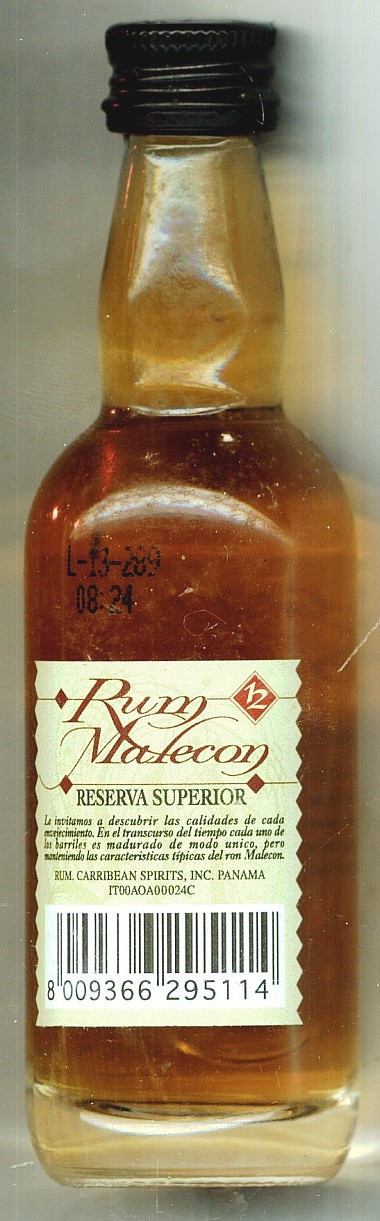 L-13-289
08:24
Rum 12
Malecon
RESERVA SUPERIOR
Le invitamos a descubrir las calidades de cada
envejecimiento. En el transcurso del tiempo cada uno de
los barriles es madurado de modo unico, pero
manteniendo las caracteristicas típicas del ron Malecon.
RUM. CARRIBEAN SPIRITS, INC. PANAMA
IT00AOA00024C
8 009366 295114